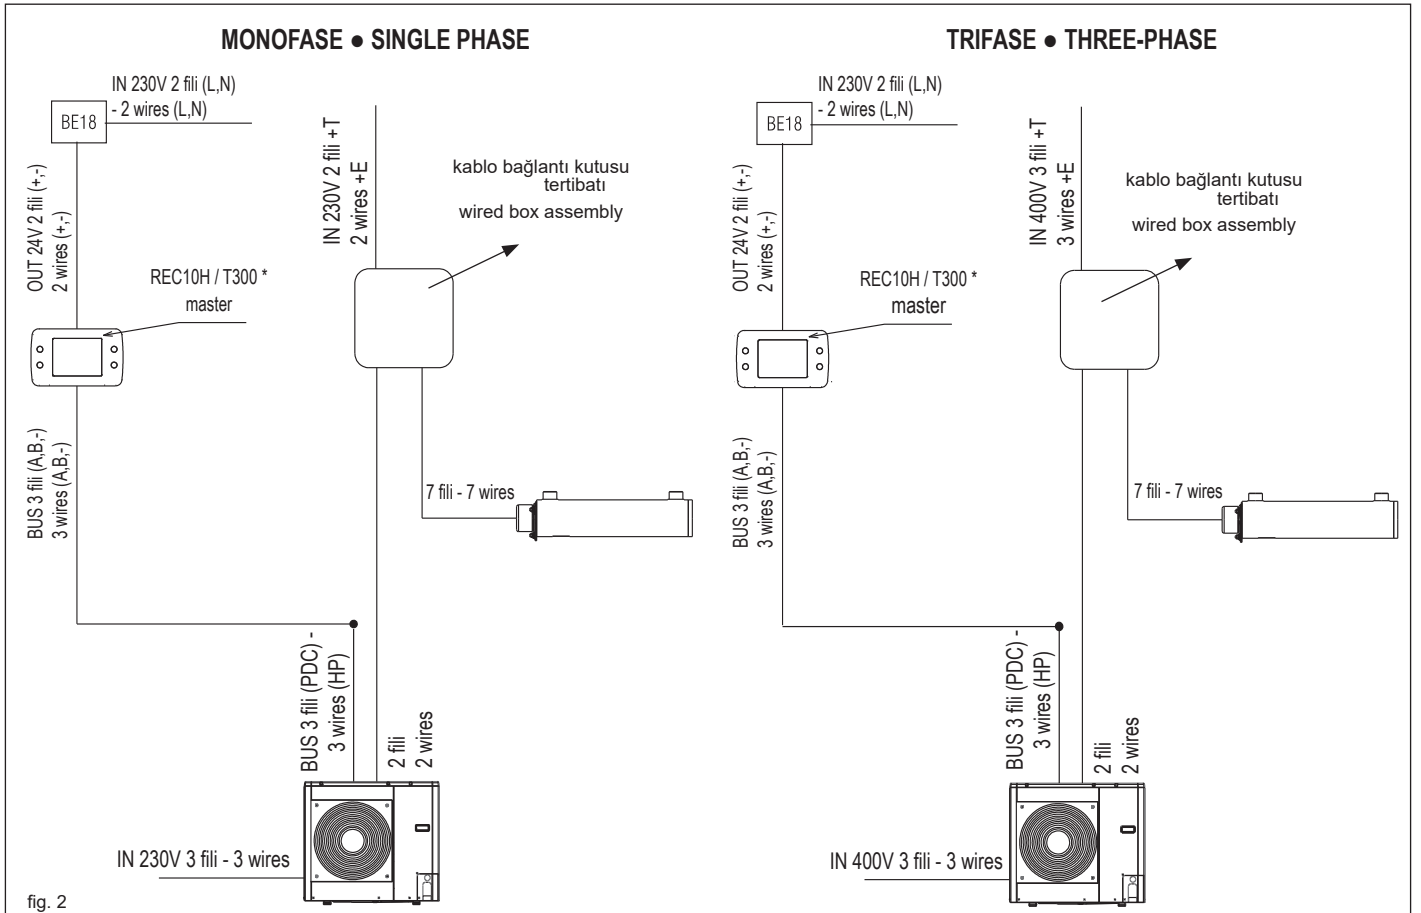 MONOFASE ● SINGLE PHASE
IN 230V 2 fili (L,N)
- 2 wires (L,N)
BE18
OUT 24V 2 fili (+,-)
2 wires (+,-)
IN 230V 2 fili +T
2 wires +E
kablo bağlantı kutusu
tertibatı
wired box assembly
REC10H / T300 *
master
BUS 3 fili (A,B,-)
3 wires (A,B,-)
7 fili - 7 wires
BUS 3 fili (PDC) -
3 wires (HP)
2 fili
2 wires
IN 230V 3 fili - 3 wires
TRIFASE ● THREE-PHASE
IN 230V 2 fili (L,N)
- 2 wires (L,N)
BE18
OUT 24V 2 fili (+,-)
2 wires (+,-)
IN 400V 3 fili +T
3 wires +E
kablo bağlantı kutusu
tertibatı
wired box assembly
REC10H / T300 *
master
BUS 3 fili (A,B,-)
3 wires (A,B,-)
7 fili - 7 wires
BUS 3 fili (PDC) -
3 wires (HP)
2 fili
2 wires
IN 400V 3 fili - 3 wires
fig. 2